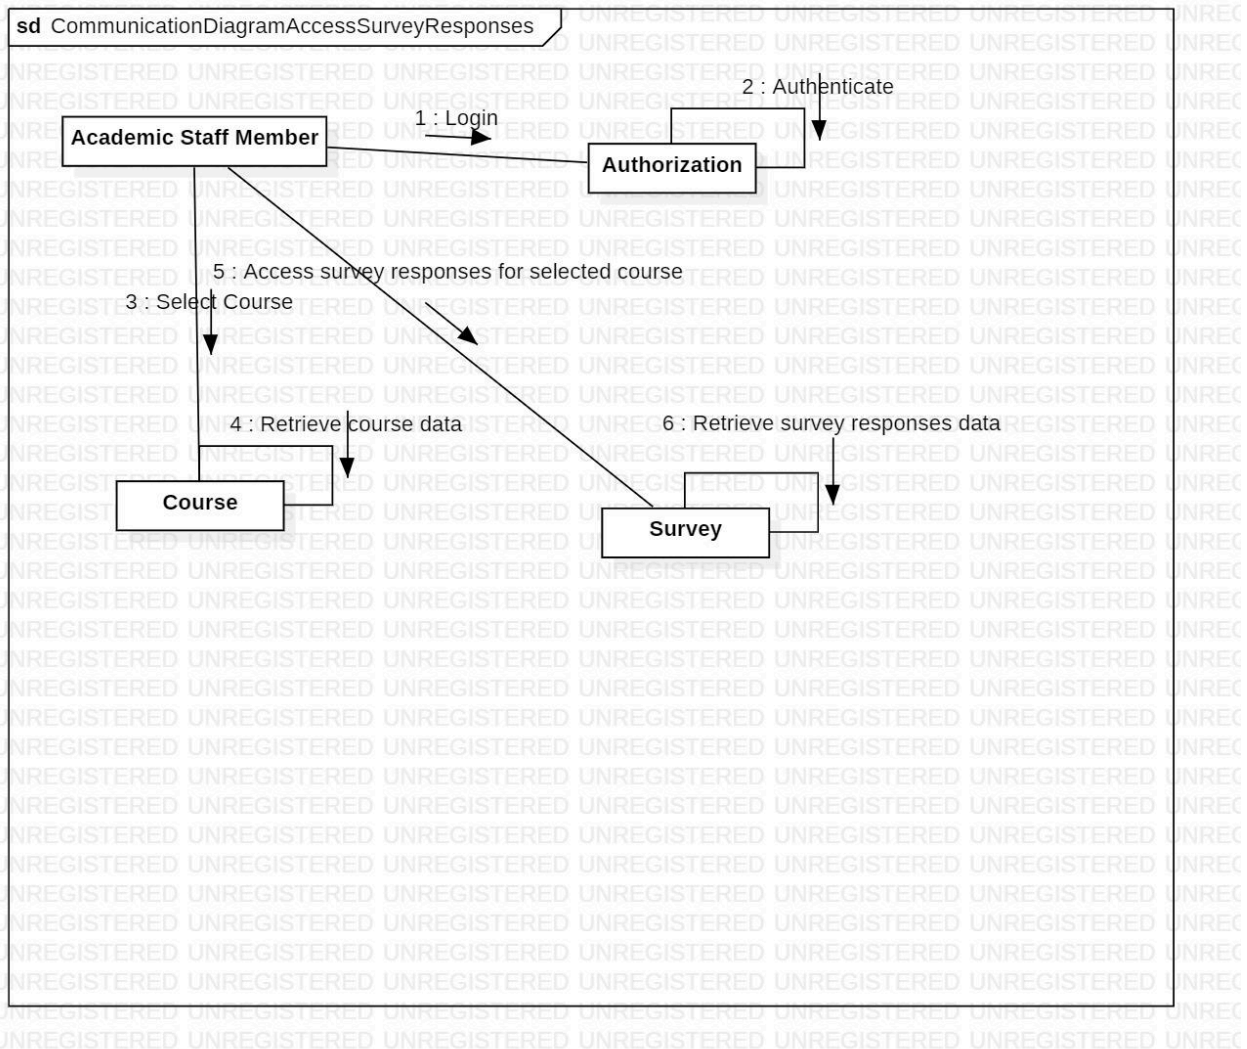 sd CommunicationDiagramAccessSurveyResponses
2 : Authenticate
1 : Login
Academic Staff Member
Authorization
5 : Access survey responses for selected course
3 : Select Course
4 : Retrieve course data
6 : Retrieve survey responses data
Course
Survey
UNREGISTERED